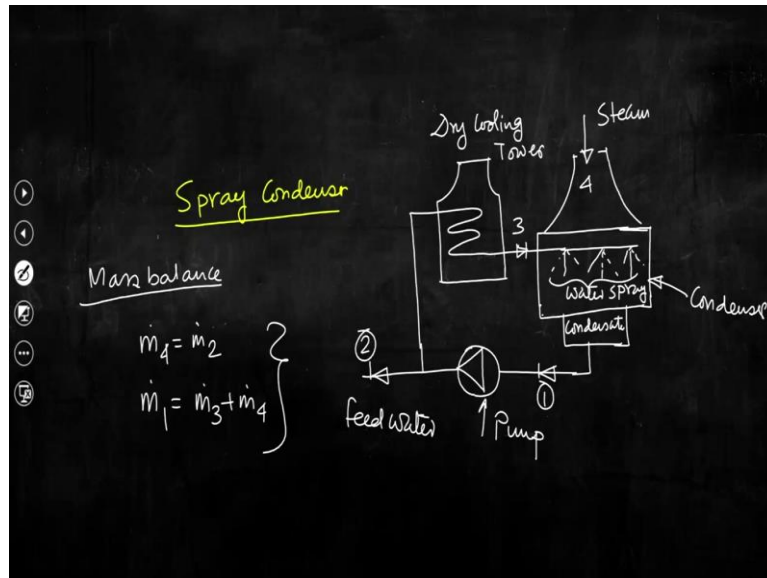 Spray Condenser
Mass balance
ṁ4 = ṁ2
ṁ1 = ṁ3 + ṁ4
Dry Cooling
Tower
Steam
4
3
Water spray
Condenser
Condensate
2
1
feed water
Pump